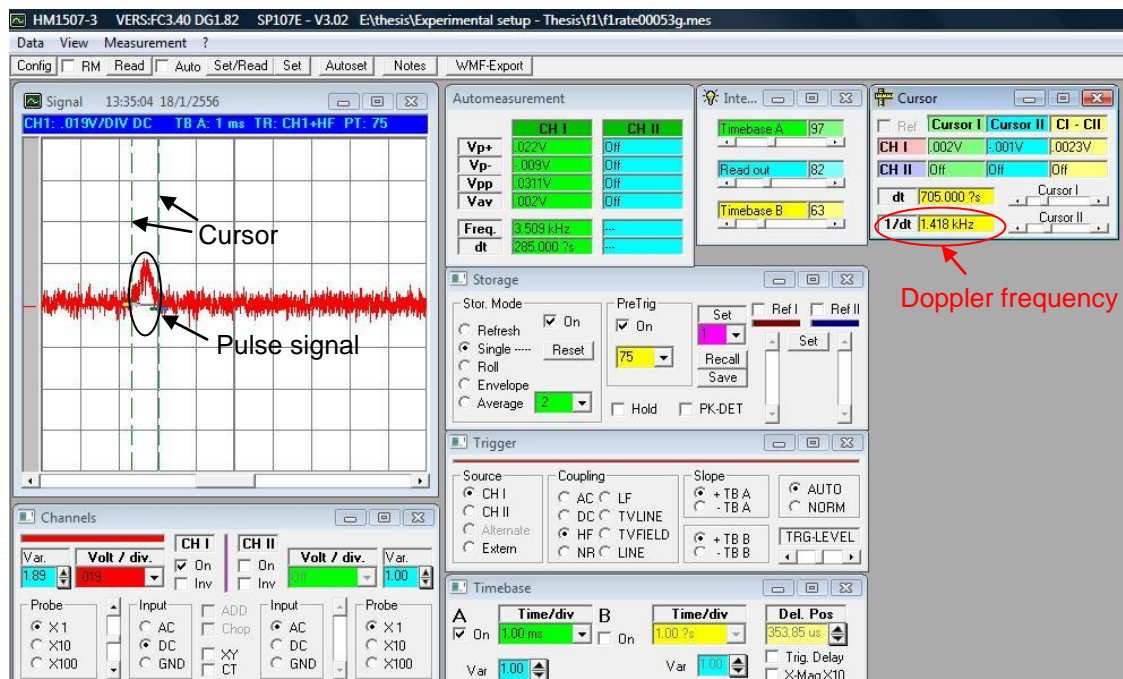 HM1507-3 VERS:FC3.40 DG1.82 SP107E - V3.02 E:\thesis\Experimental setup - Thesis\f1\f1rate00053g.mes
Data View Measurement ?
Config RM Read Auto Set/Read Set Autoset Notes WMF-Export
Signal 13:35:04 18/1/2556
CH1: .019V/DIV DC TB A: 1 ms TR: CH1+HF PT: 75
Cursor
Pulse signal
Automeasurement
CH I CH II
Vp+ .022V Off
Vp- -.009V Off
Vpp .0311V Off
Vav .002V Off
Freq. 3.509 kHz ---
dt 285.000 ?s ---
Inte...
Timebase A 97
Read out 82
Timebase B 63
Cursor
Ref Cursor I Cursor II CI - CII
CH I .002V -.001V .0023V
CH II Off Off Off
dt 705.000 ?s Cursor I
1/dt 1.418 kHz Cursor II
Doppler frequency
Storage
Stor. Mode
Refresh
Single -----
Roll
Envelope
Average 2
On
Reset
PreTrig
On
75
Hold PK-DET
Set
1
Recall
Save
Ref I Ref II
Set
Trigger
Source
CH I
CH II
Alternate
Extern
Coupling
AC LF
DC TVLINE
HF TVFIELD
NR LINE
Slope
+ TB A
- TB A
+ TB B
- TB B
AUTO
NORM
TRG-LEVEL
Channels
Var. Volt / div. CH I CH II Volt / div. Var.
1.89 .019 On On Off 1.00
Inv Inv
Probe
X1
X10
X100
Input
AC
DC
GND
ADD
Chop
XY
CT
Input
AC
DC
GND
Probe
X1
X10
X100
Timebase
A Time/div B Time/div Del. Pos
On 1.00 ms On 1.00 ?s 353.85 us
Var 1.00 Var 1.00
Trig. Delay
X-Mag X10